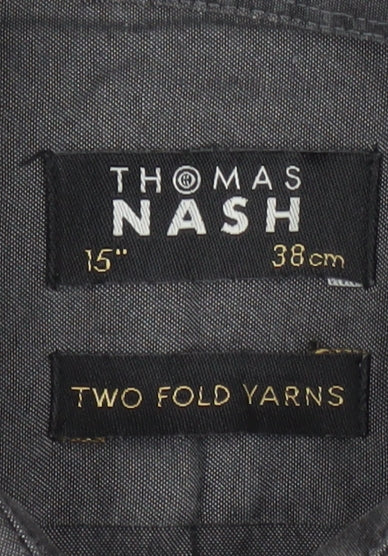 THOMAS
NASH
15" 38cm
TWO FOLD YARNS